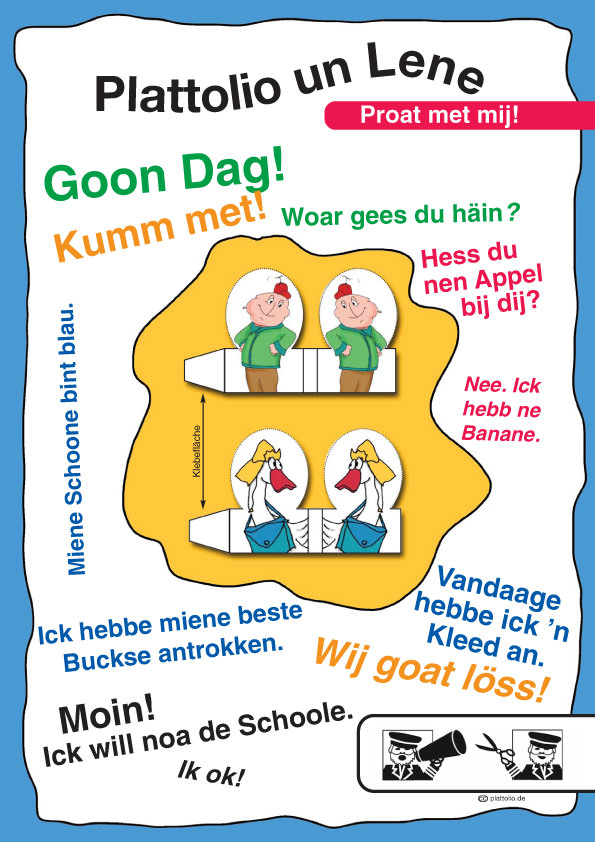 Plattolio un Lene
Proat met mij!
Goon Dag!
Kumm met!
Woar gees du häin?
Hess du
nen Appel
bij dij?
Miene Schoone bint blau.
Nee. Ick
hebb ne
Banane.
Klebefläche
Vandaage
hebbe ick ’n
Kleed an.
Ick hebbe miene beste
Buckse antrokken.
Wij goat löss!
Moin!
Ick will noa de Schoole.
Ik ok!
cc plattolio.de